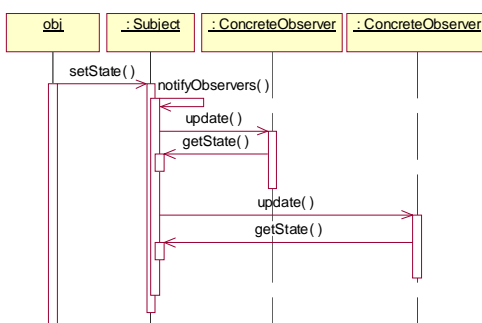 obj
: Subject
: ConcreteObserver
: ConcreteObserver
setState( )
notifyObservers( )
update( )
getState( )
update( )
getState( )